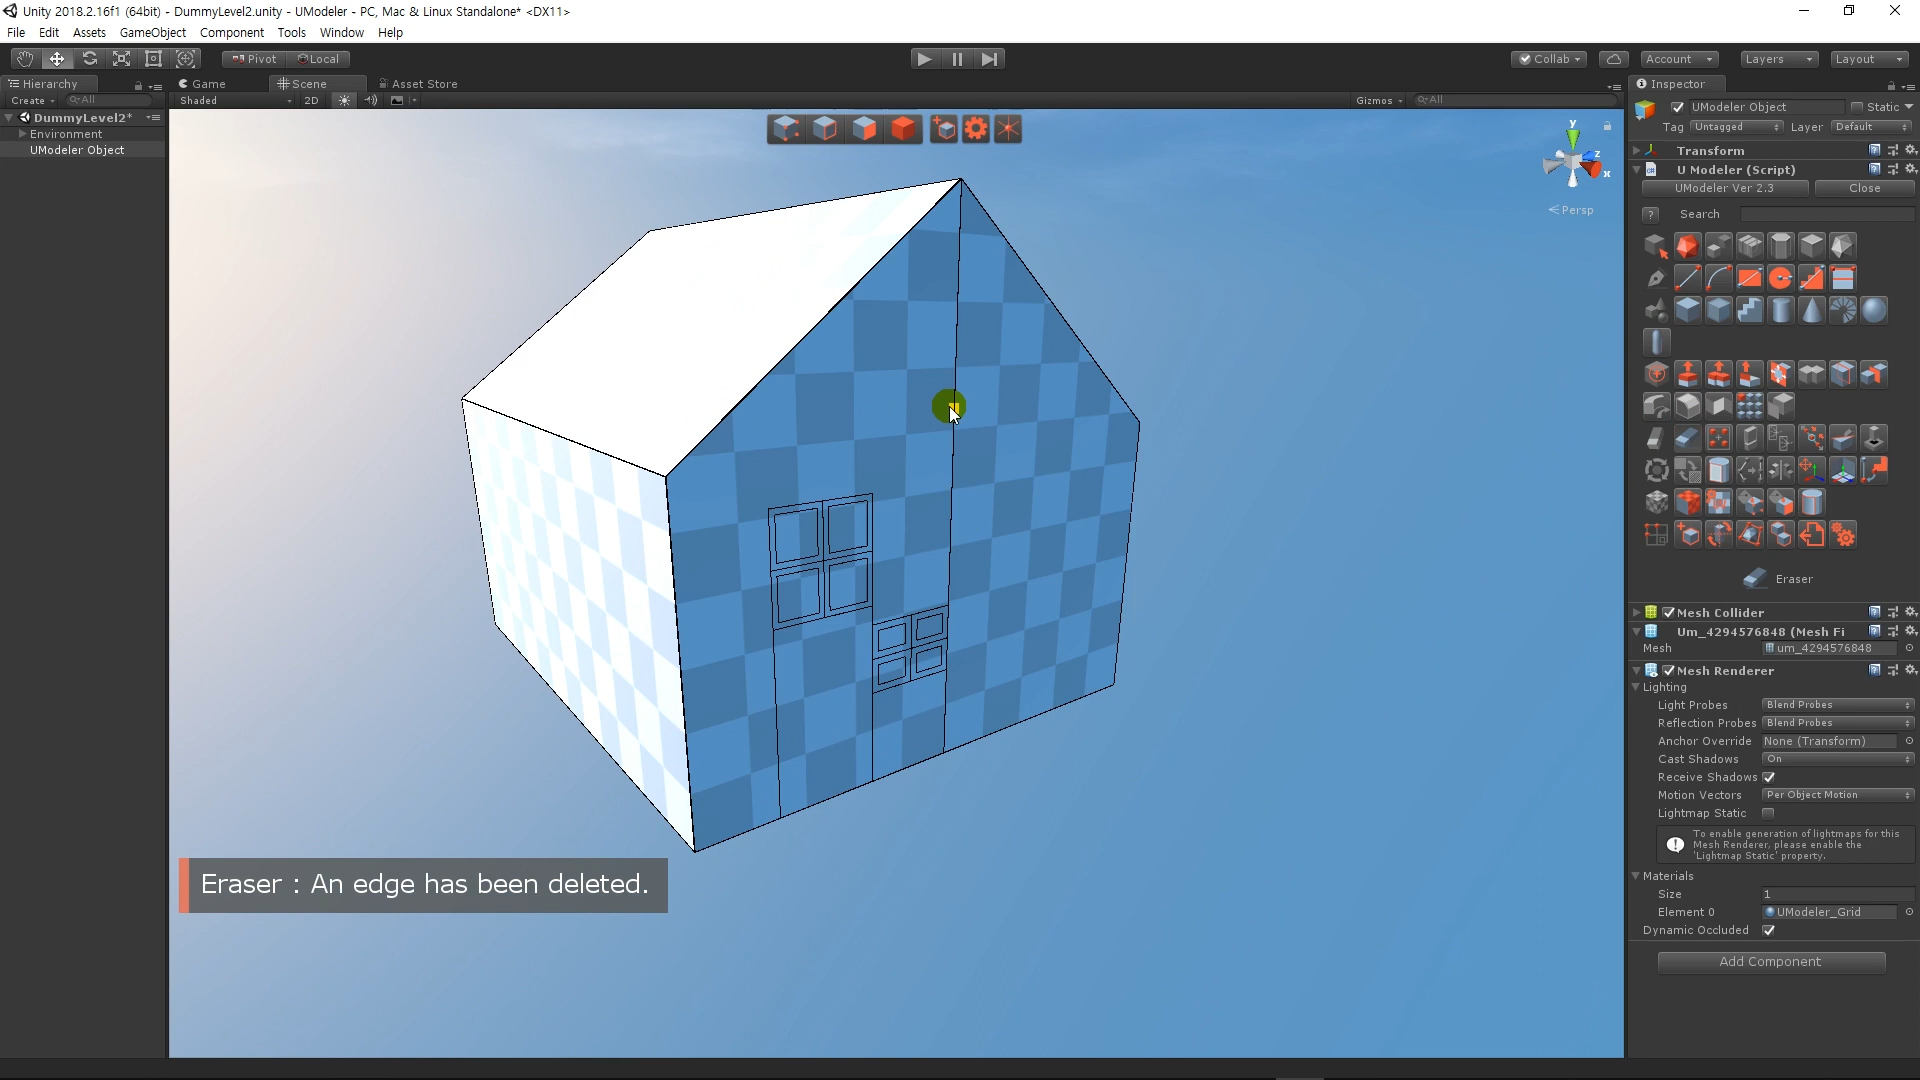 Unity 2018.2.16f1 (64bit) - DummyLevel2.unity - UModeler - PC, Mac & Linux Standalone* <DX11>
File Edit Assets GameObject Component Tools Window Help
Pivot Local Collab Account Layers Layout
Hierarchy Game Scene Asset Store Inspector
Create All Shaded 2D Gizmos All
UModeler Object Static
DummyLevel2*
Tag Untagged Layer Default
Environment
UModeler Object
y
z
x
Transform
U Modeler (Script)
UModeler Ver 2.3 Close
Persp
? Search
Eraser
Mesh Collider
Um_4294576848 (Mesh Fi
Mesh um_4294576848
Mesh Renderer
Lighting
Light Probes Blend Probes
Reflection Probes Blend Probes
Anchor Override None (Transform)
Cast Shadows On
Receive Shadows
Motion Vectors Per Object Motion
Lightmap Static
To enable generation of lightmaps for this
Mesh Renderer, please enable the
'Lightmap Static' property.
Materials
Size 1
Element 0 UModeler_Grid
Dynamic Occluded
Add Component
Eraser : An edge has been deleted.